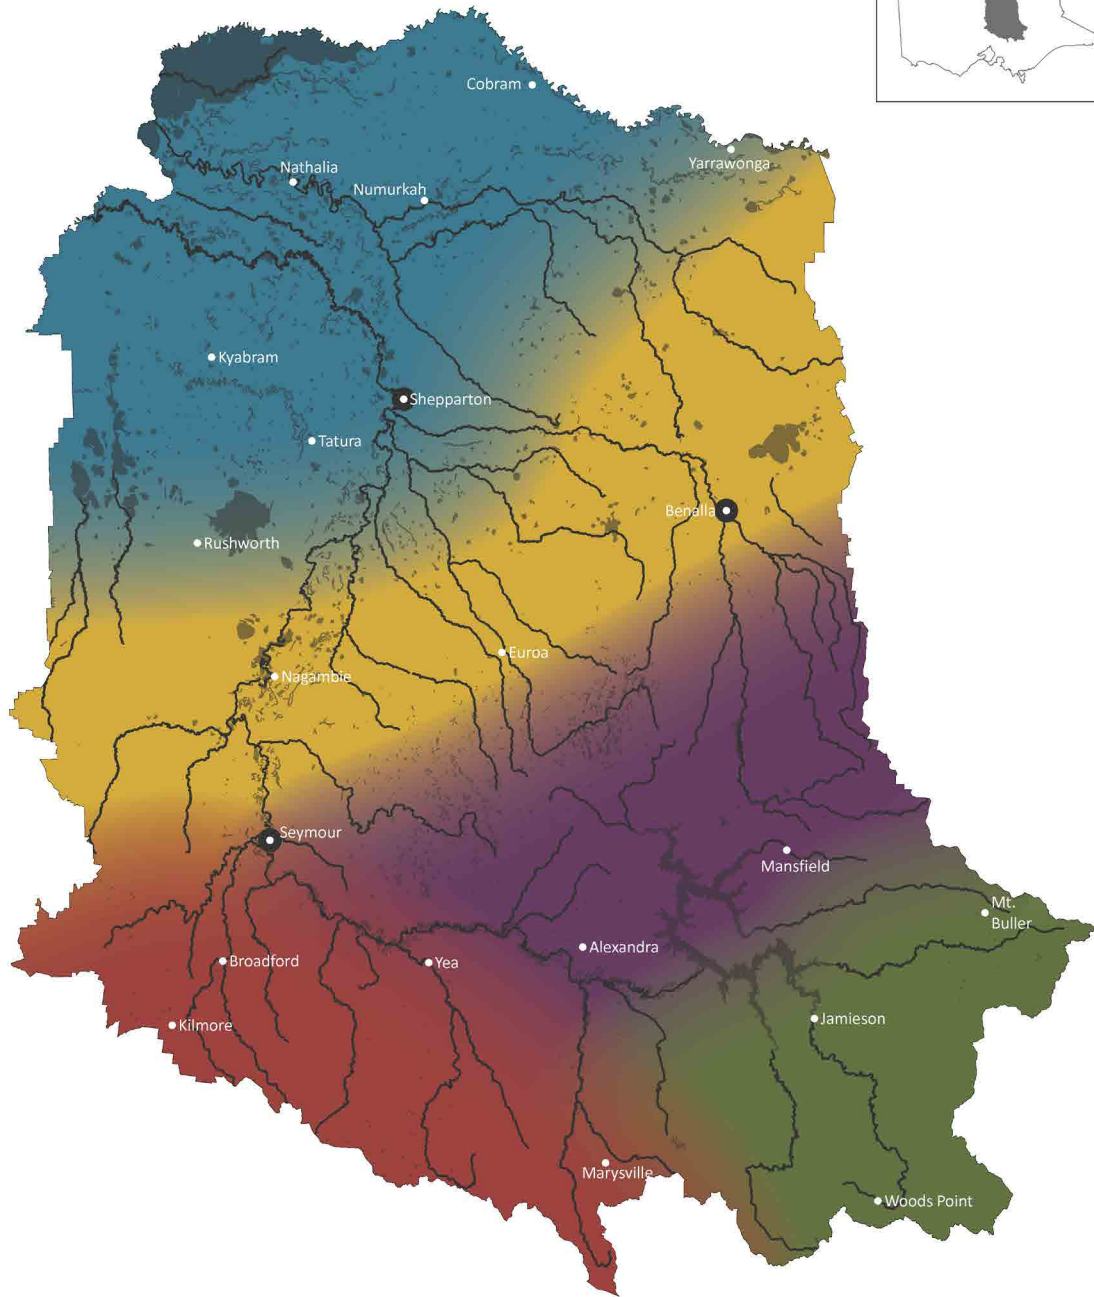 Cobram
Yarrawonga
Nathalia
Numurkah
Kyabram
Shepparton
Tatura
Benalla
Rushworth
Euroa
Nagambie
Seymour
Mansfield
Mt.
Buller
Alexandra
Broadford
Yea
Jamieson
Kilmore
Marysville
Woods Point